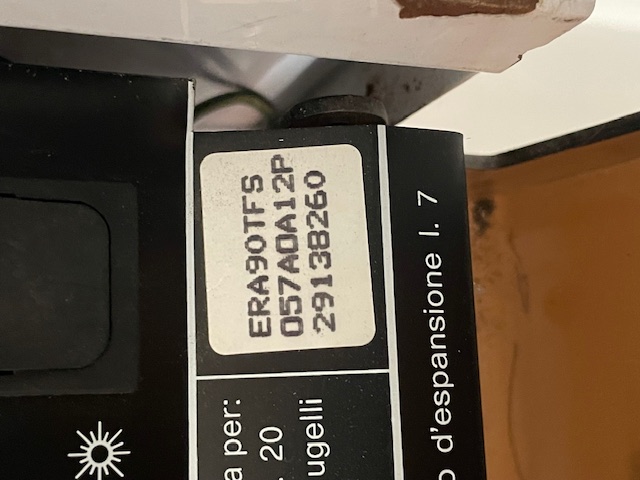 ERA90TFS
057A0A12P
29138260
a per:
. 20
ugelli
o d'espansione l. 7